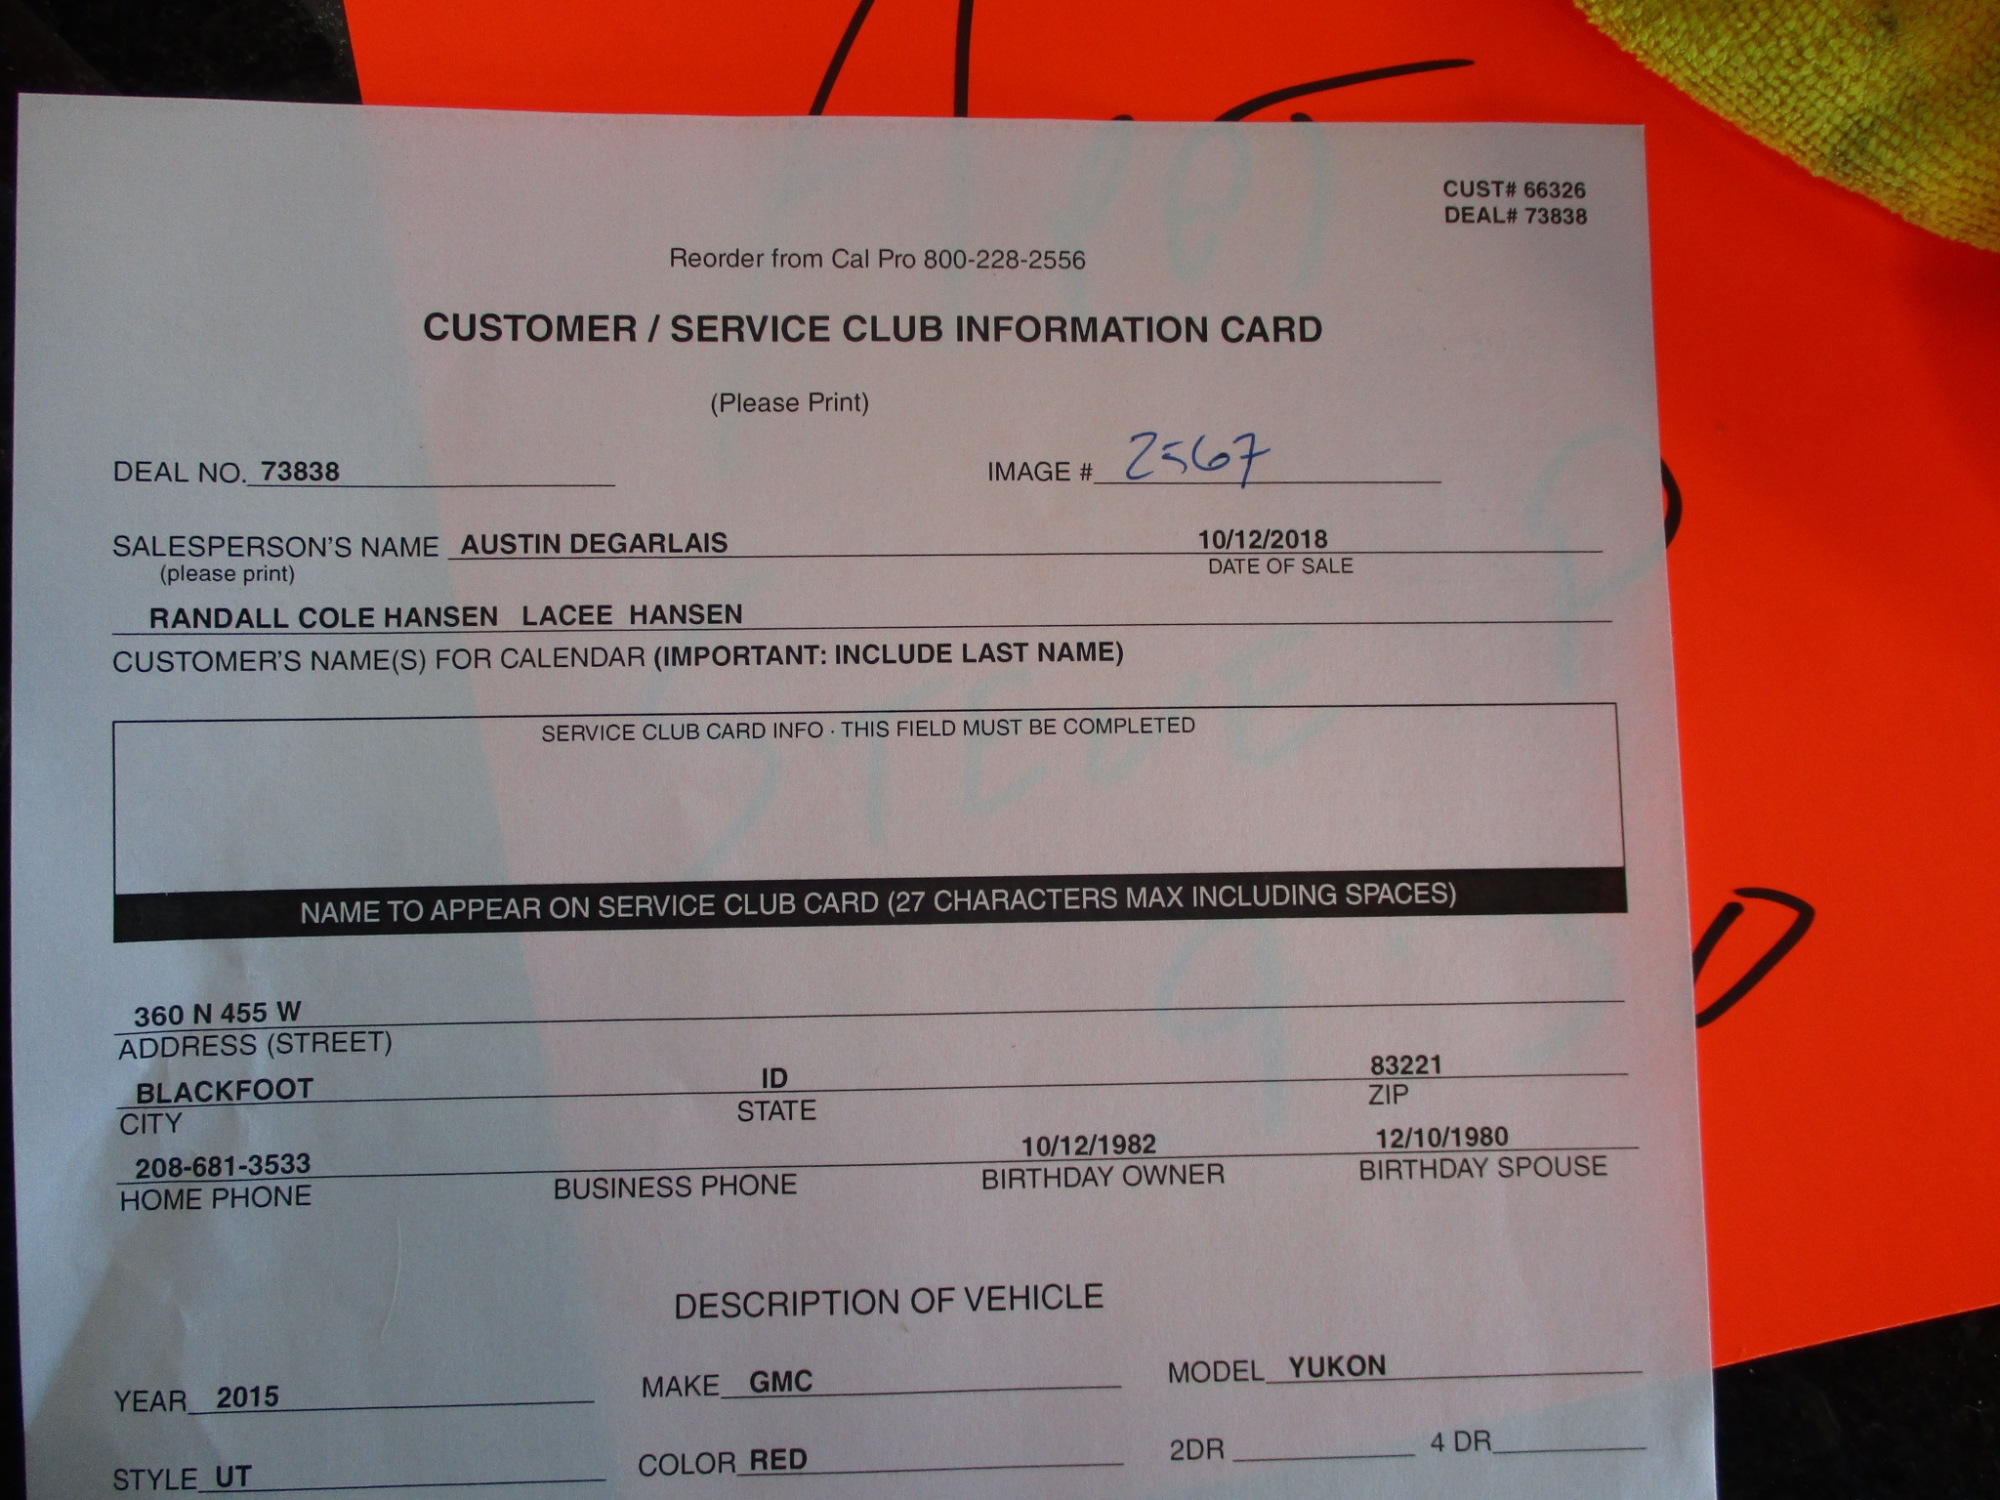 CUST# 66326
DEAL# 73838
Reorder from Cal Pro 800-228-2556
CUSTOMER / SERVICE CLUB INFORMATION CARD
(Please Print)
DEAL NO. 73838 IMAGE # 2567
SALESPERSON'S NAME AUSTIN DEGARLAIS 10/12/2018
(please print) DATE OF SALE
RANDALL COLE HANSEN LACEE HANSEN
CUSTOMER'S NAME(S) FOR CALENDAR (IMPORTANT: INCLUDE LAST NAME)
SERVICE CLUB CARD INFO · THIS FIELD MUST BE COMPLETED
NAME TO APPEAR ON SERVICE CLUB CARD (27 CHARACTERS MAX INCLUDING SPACES)
360 N 455 W
ADDRESS (STREET)
BLACKFOOT ID 83221
CITY STATE ZIP
208-681-3533 10/12/1982 12/10/1980
HOME PHONE BUSINESS PHONE BIRTHDAY OWNER BIRTHDAY SPOUSE
DESCRIPTION OF VEHICLE
YEAR 2015 MAKE GMC MODEL YUKON
STYLE UT COLOR RED 2DR 4 DR